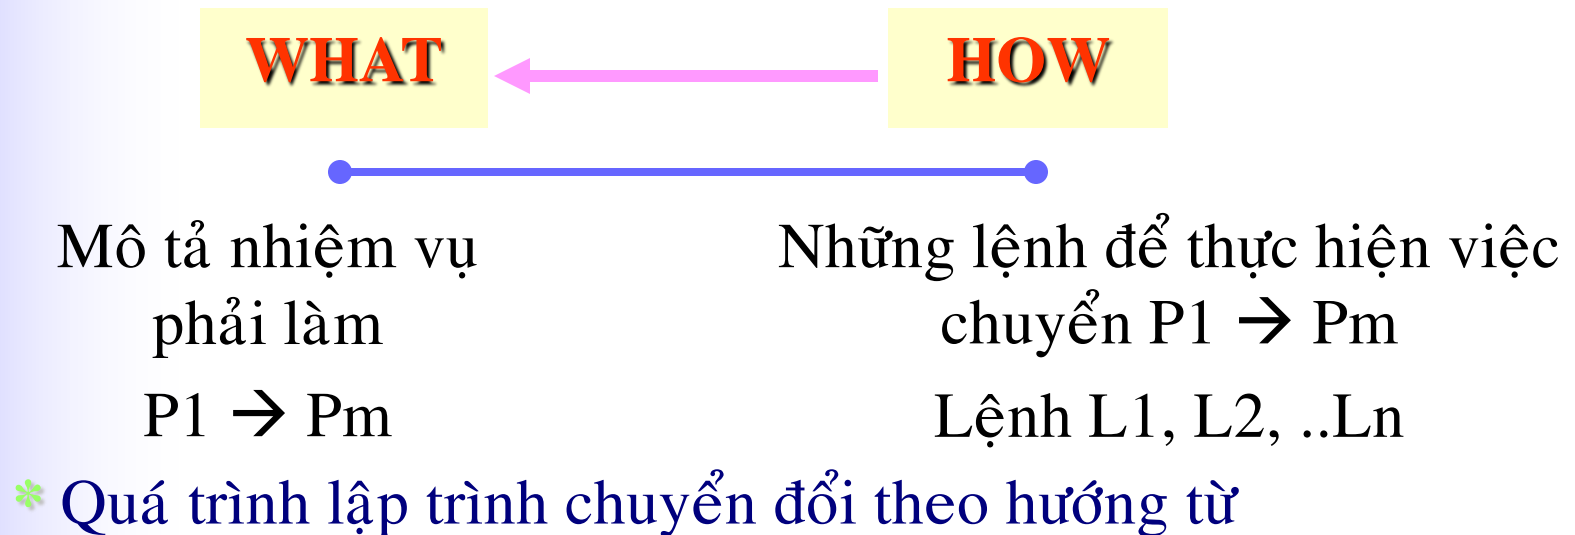 WHAT HOW
Mô tả nhiệm vụ
phải làm
P1 → Pm
Những lệnh để thực hiện việc
chuyển P1 → Pm
Lệnh L1, L2, ..Ln
Quá trình lập trình chuyển đổi theo hướng từ